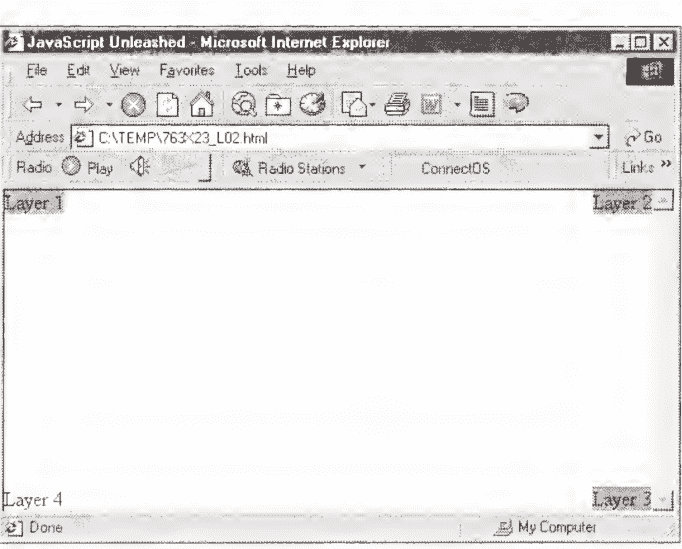 JavaScript Unleashed - Microsoft Internet Explorer
File Edit View Favorites Tools Help
Address C:\TEMP\763X23_L02.html Go
Radio Play Radio Stations ConnectOS Links »
Layer 1 Layer 2
Layer 4 Layer 3
Done My Computer